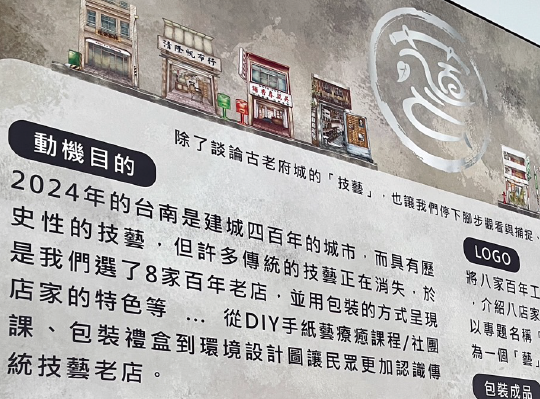 清隆帆布行
除了談論古老府城的「技藝」,也讓我們停下腳步觀看與捕捉、
動機目的
2024年的台南是建城四百年的城市,而具有歷
史性的技藝,但許多傳統的技藝正在消失,於
是我們選了8家百年老店,並用包裝的方式呈現
店家的特色等 … 從DIY手紙藝療癒課程/社團
課、包裝禮盒到環境設計圖讓民眾更加認識傳
統技藝老店。
LOGO
將八家百年工
,介紹八店家
以專題名稱
為一個「藝」
包裝成品